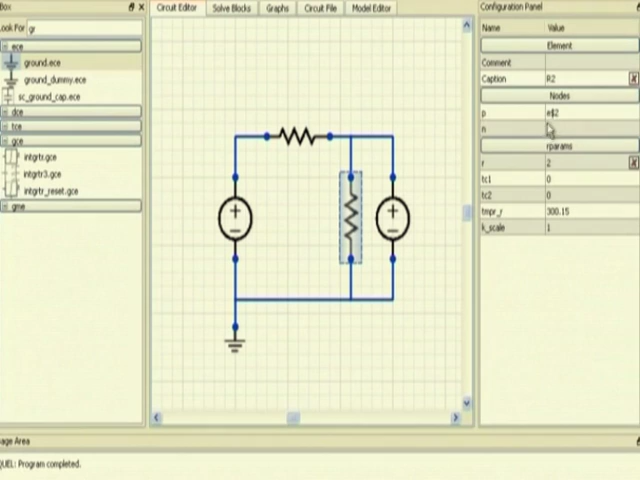 Box
Look For gr
ece
ground.ece
ground_dummy.ece
sc_ground_cap.ece
dce
tce
gce
intgrtr.gce
intgrtr3.gce
intgrtr_reset.gce
gme
Circuit Editor Solve Blocks Graphs Circuit File Model Editor
Configuration Panel
Name Value
Element
Comment
Caption R2
Nodes
p e$2
n
rparams
r 2
tc1 0
tc2 0
tmpr_r 300.15
k_scale 1
age Area
QUEL: Program completed.